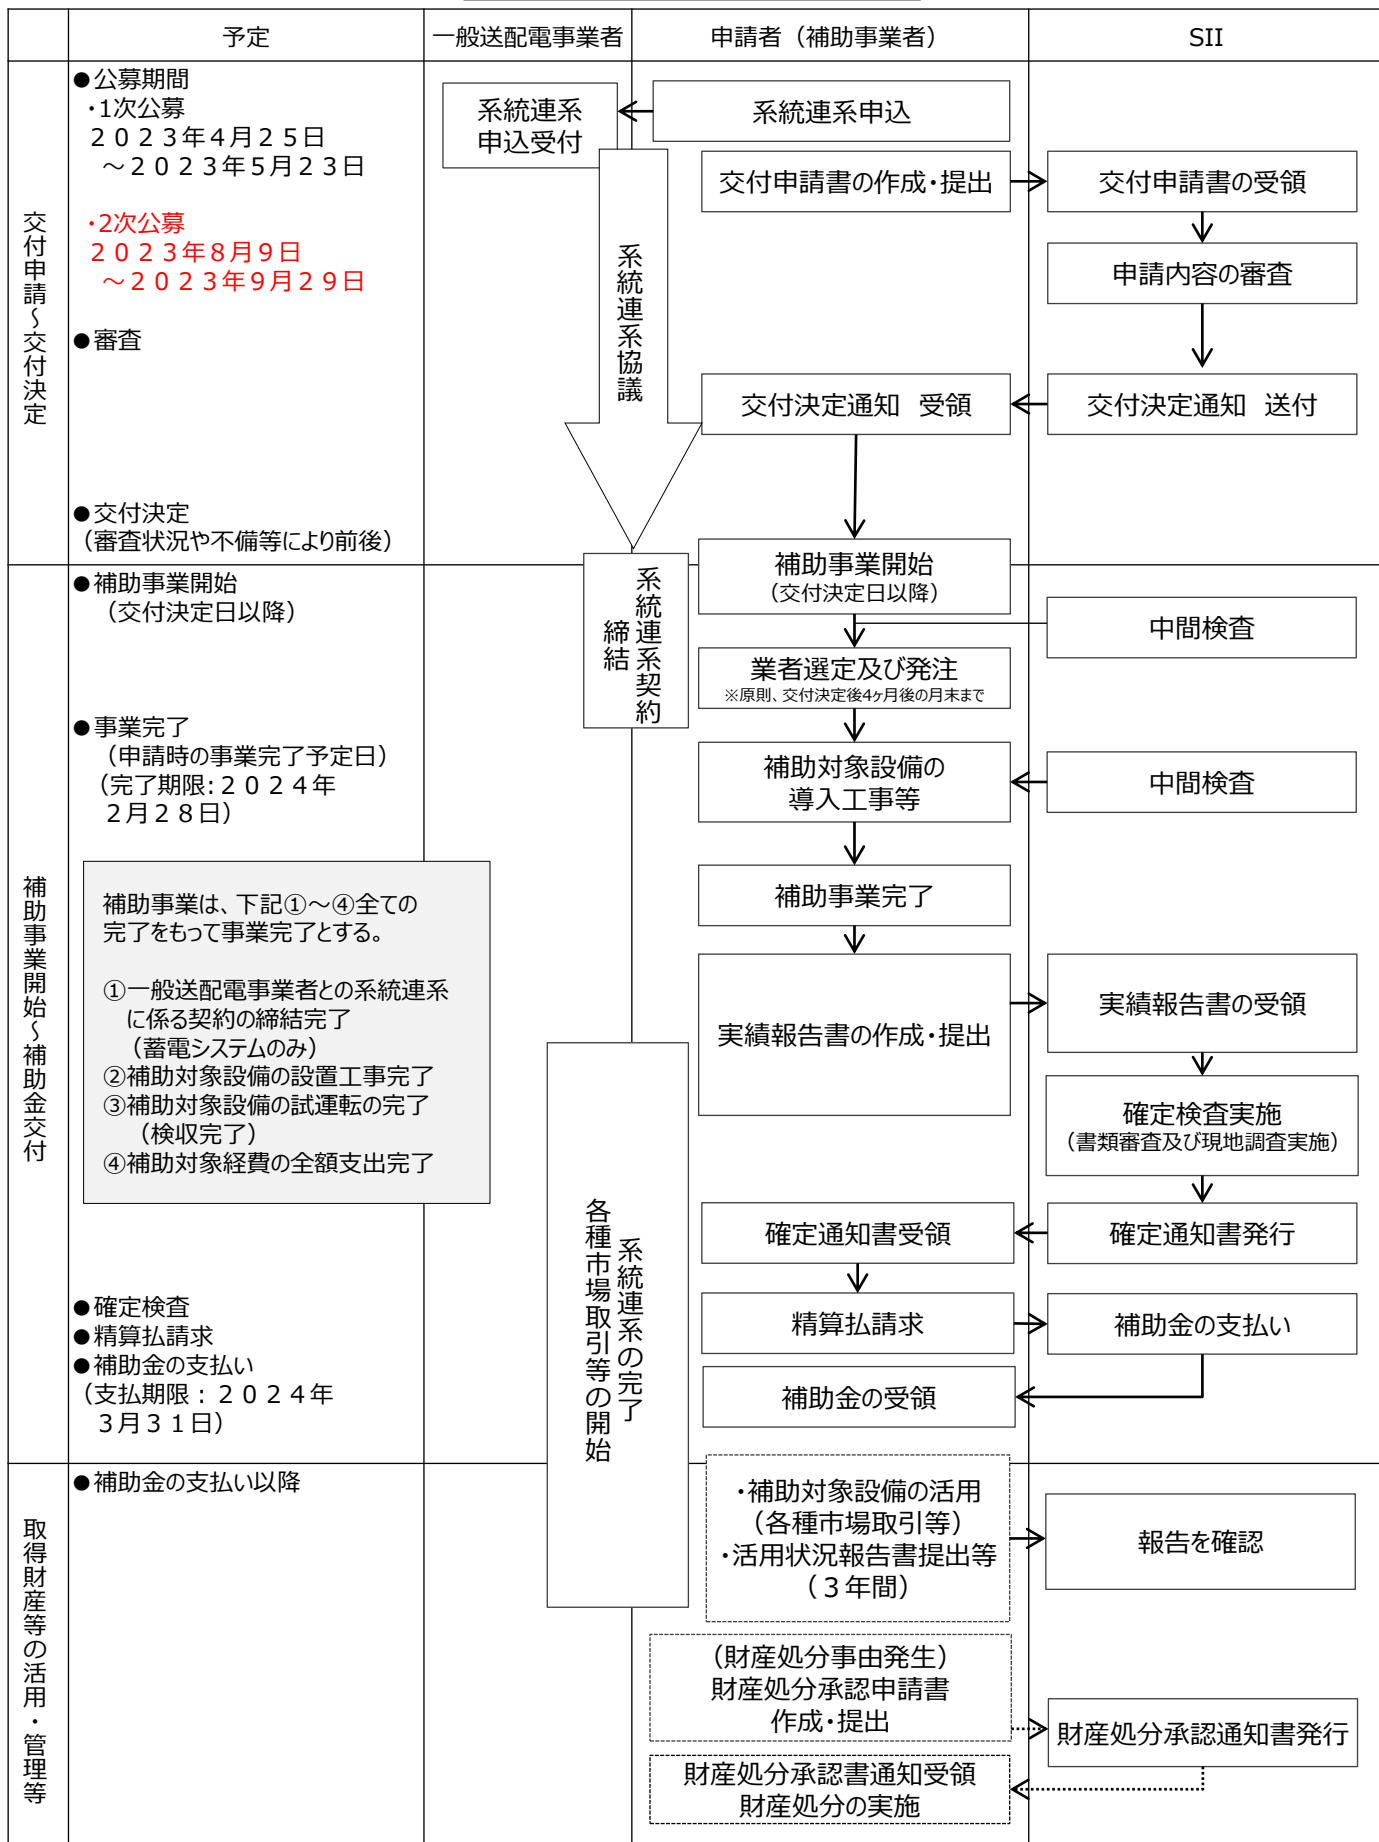 予定
一般送配電事業者
申請者（補助事業者）
SII
交付申請～交付決定
●公募期間
・1次公募
２０２３年４月２５日
～２０２３年５月２３日
・2次公募
２０２３年８月９日
～２０２３年９月２９日
●審査
●交付決定
（審査状況や不備等により前後）
系統連系
申込受付
系統連系申込
交付申請書の作成・提出
交付申請書の受領
申請内容の審査
系統連系協議
交付決定通知　受領
交付決定通知　送付
補助事業開始～補助金交付
●補助事業開始
（交付決定日以降）
●事業完了
（申請時の事業完了予定日）
（完了期限：２０２４年
２月２８日）
補助事業は、下記①～④全ての
完了をもって事業完了とする。
①一般送配電事業者との系統連系
に係る契約の締結完了
（蓄電システムのみ）
②補助対象設備の設置工事完了
③補助対象設備の試運転の完了
（検収完了）
④補助対象経費の全額支出完了
●確定検査
●精算払請求
●補助金の支払い
（支払期限：２０２４年
３月３１日）
系統連系契約
締結
補助事業開始
（交付決定日以降）
中間検査
業者選定及び発注
※原則、交付決定後4ヶ月後の月末まで
補助対象設備の
導入工事等
中間検査
補助事業完了
実績報告書の作成・提出
実績報告書の受領
確定検査実施
（書類審査及び現地調査実施）
系統連系の完了
各種市場取引等の開始
確定通知書受領
確定通知書発行
精算払請求
補助金の支払い
補助金の受領
取得財産等の活用・管理等
●補助金の支払い以降
・補助対象設備の活用
（各種市場取引等）
・活用状況報告書提出等
（３年間）
報告を確認
（財産処分事由発生）
財産処分承認申請書
作成・提出
財産処分承認通知書発行
財産処分承認書通知受領
財産処分の実施